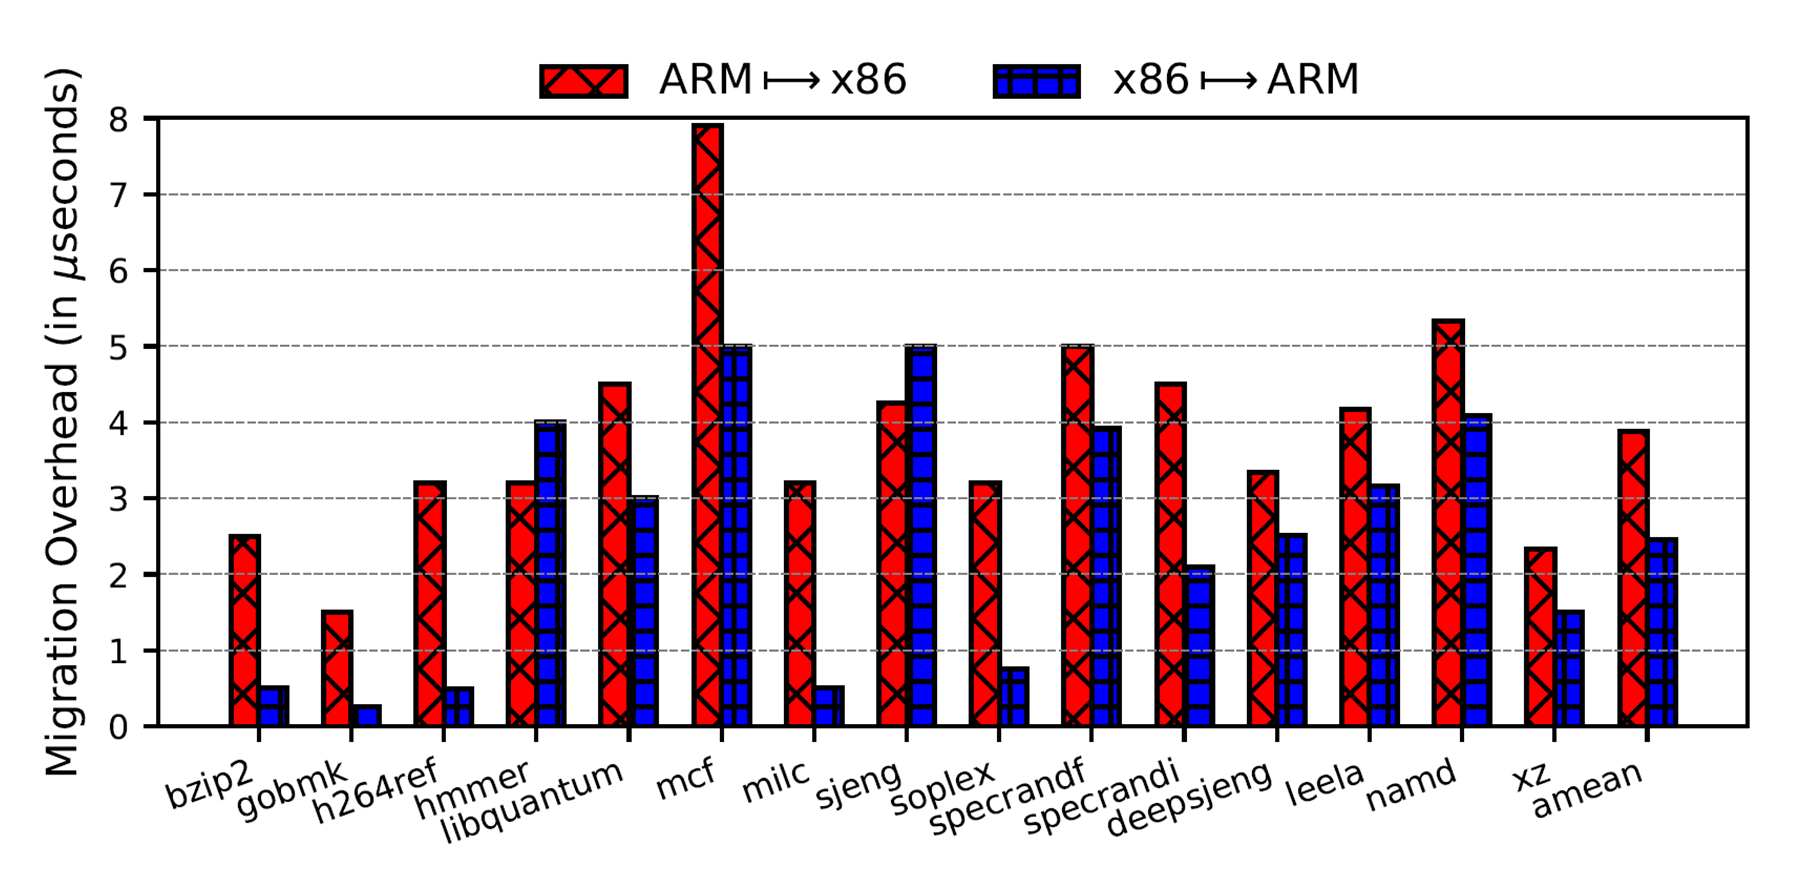 ARM ⟼ x86
x86 ⟼ ARM
Migration Overhead (in μseconds)
8
7
6
5
4
3
2
1
0
bzip2
gobmk
h264ref
hmmer
libquantum
mcf
milc
sjeng
soplex
specrandf
specrandi
deepsjeng
leela
namd
xz
amean